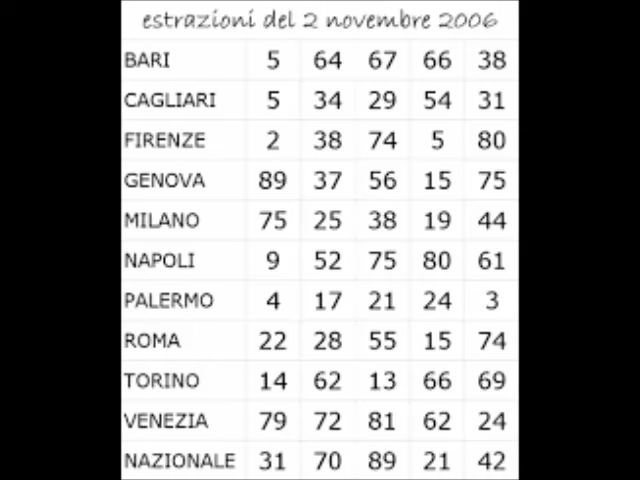 estrazioni del 2 novembre 2006
BARI 5 64 67 66 38
CAGLIARI 5 34 29 54 31
FIRENZE 2 38 74 5 80
GENOVA 89 37 56 15 75
MILANO 75 25 38 19 44
NAPOLI 9 52 75 80 61
PALERMO 4 17 21 24 3
ROMA 22 28 55 15 74
TORINO 14 62 13 66 69
VENEZIA 79 72 81 62 24
NAZIONALE 31 70 89 21 42